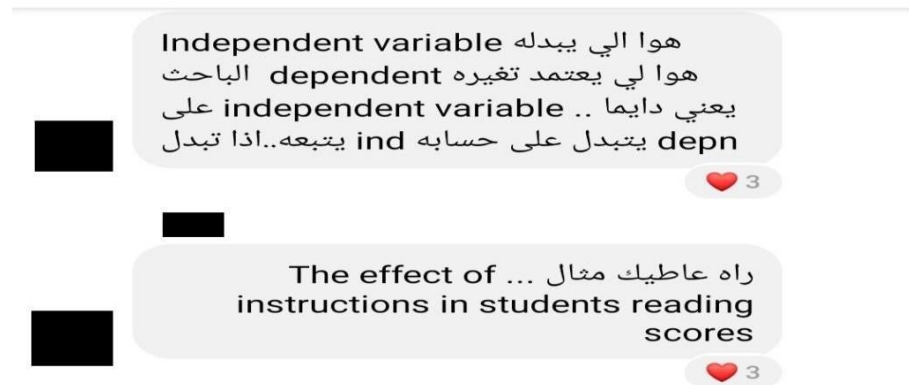 Independent variable هوا الي يبدله
الباحث dependent هوا لي يعتمد تغيره
على independent variable .. يعني دايما
depn يتبعه..اذا تبدل ind يتبدل على حسابه
3
راه عاطيك مثال ... The effect of
instructions in students reading
scores
3